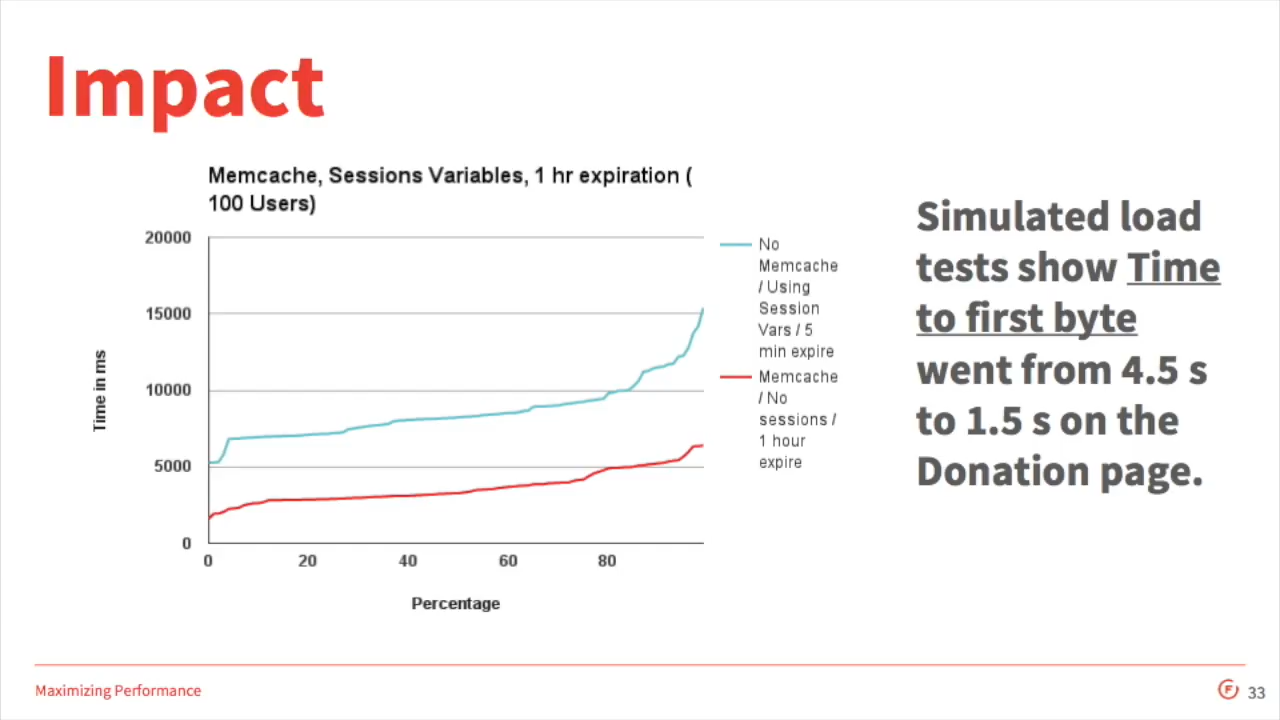 Impact
Memcache, Sessions Variables, 1 hr expiration (
100 Users)
20000
15000
10000
5000
0
Time in ms
0 20 40 60 80
Percentage
No
Memcache
/ Using
Session
Vars / 5
min expire
Memcache
/ No
sessions /
1 hour
expire
Simulated load
tests show Time
to first byte
went from 4.5 s
to 1.5 s on the
Donation page.
Maximizing Performance
F 33